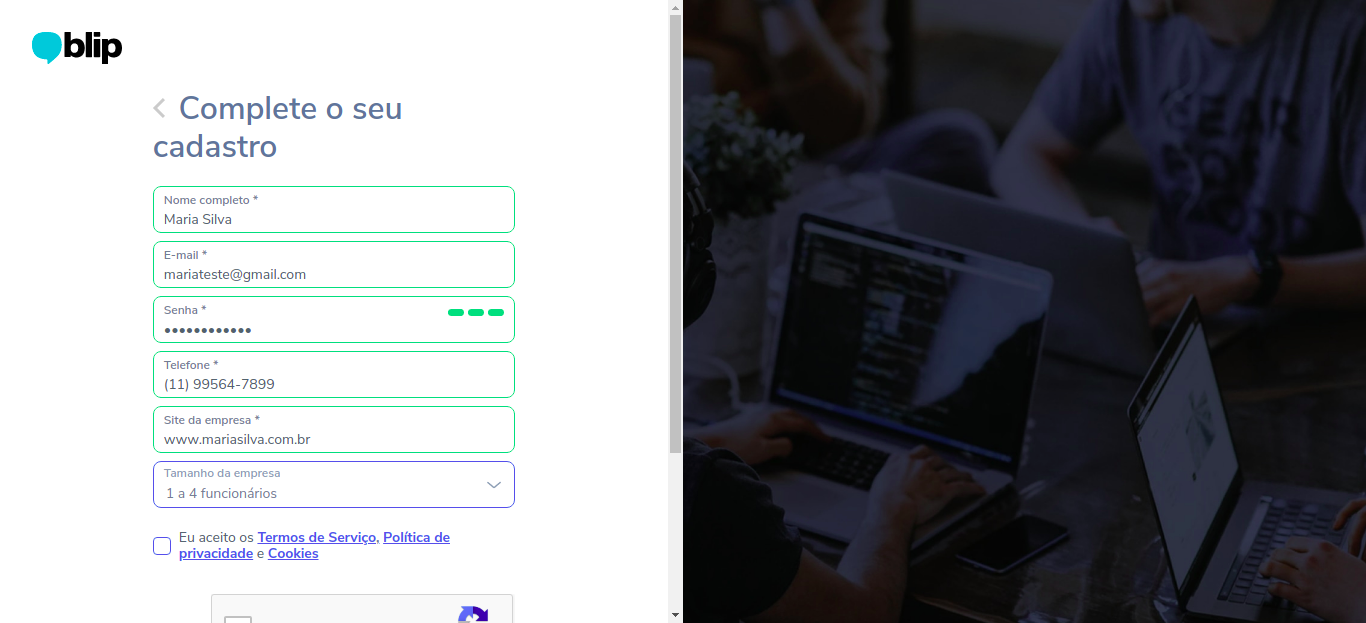 blip
Complete o seu
cadastro
Nome completo *
Maria Silva
E-mail *
mariateste@gmail.com
Senha *
••••••••••••
Telefone *
(11) 99564-7899
Site da empresa *
www.mariasilva.com.br
Tamanho da empresa
1 a 4 funcionários
Eu aceito os Termos de Serviço, Política de
privacidade e Cookies